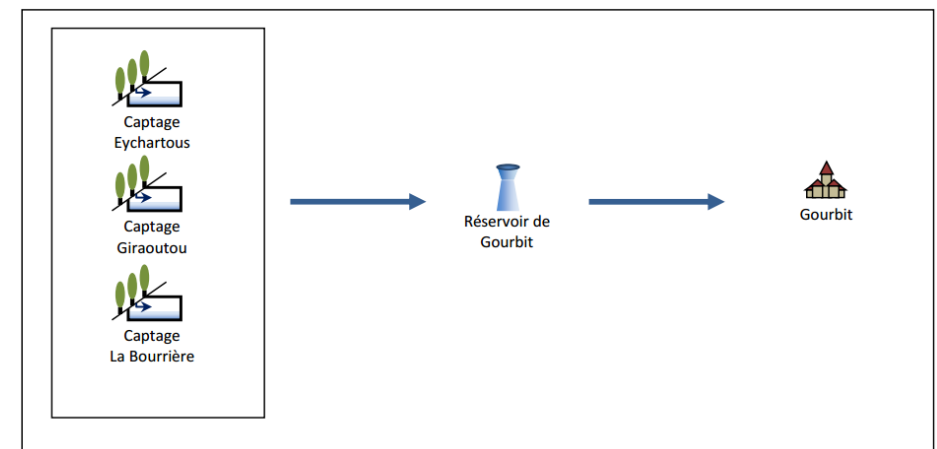 Captage
Eychartous
Captage
Giraoutou
Captage
La Bourrière
Réservoir de
Gourbit
Gourbit